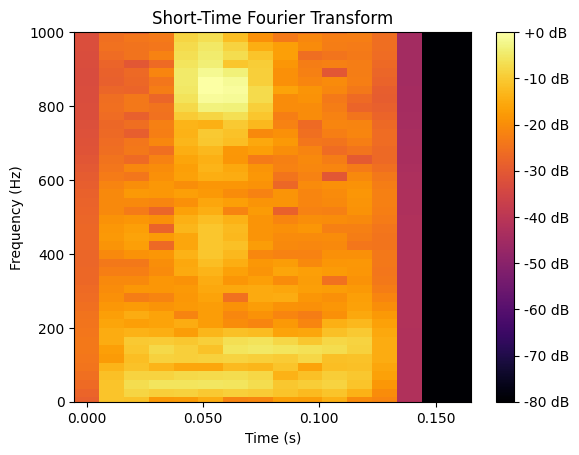 Short-Time Fourier Transform
Frequency (Hz)
1000
800
600
400
200
0
0.000
0.050
0.100
0.150
Time (s)
+0 dB
-10 dB
-20 dB
-30 dB
-40 dB
-50 dB
-60 dB
-70 dB
-80 dB